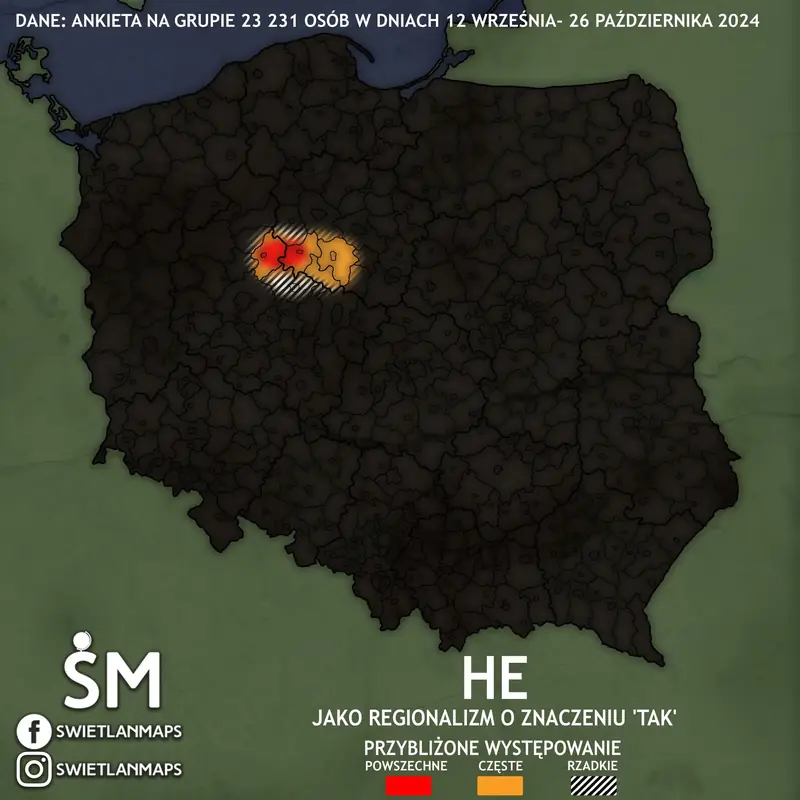 DANE: ANKIETA NA GRUPIE 23 231 OSÓB W DNIACH 12 WRZEŚNIA- 26 PAŹDZIERNIKA 2024
ŚM
SWIETLANMAPS
SWIETLANMAPS
HE
JAKO REGIONALIZM O ZNACZENIU 'TAK'
PRZYBLIŻONE WYSTĘPOWANIE
POWSZECHNE CZĘSTE RZADKIE